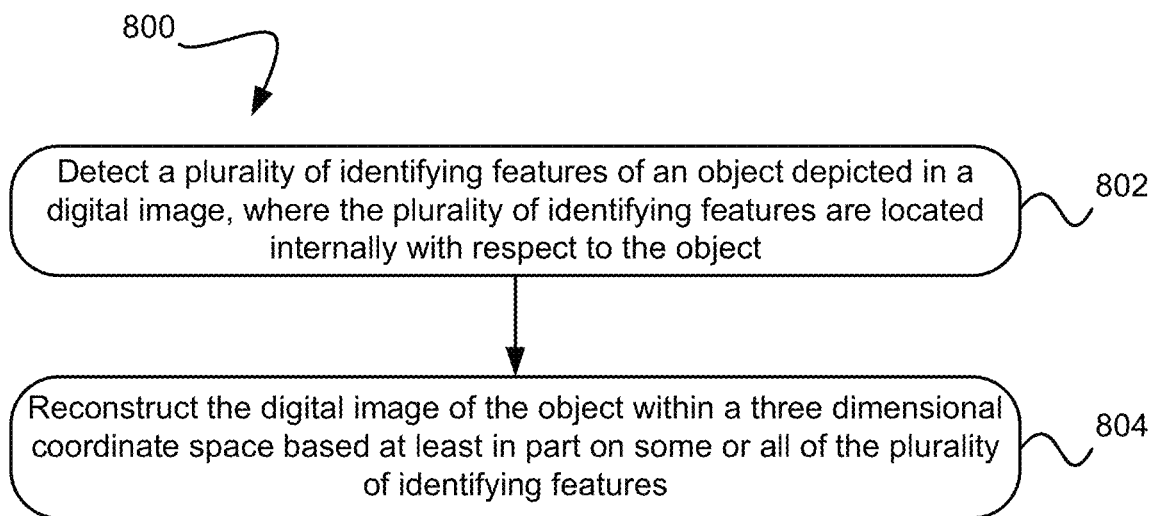 800
Detect a plurality of identifying features of an object depicted in a
digital image, where the plurality of identifying features are located
internally with respect to the object
802
Reconstruct the digital image of the object within a three dimensional
coordinate space based at least in part on some or all of the plurality
of identifying features
804